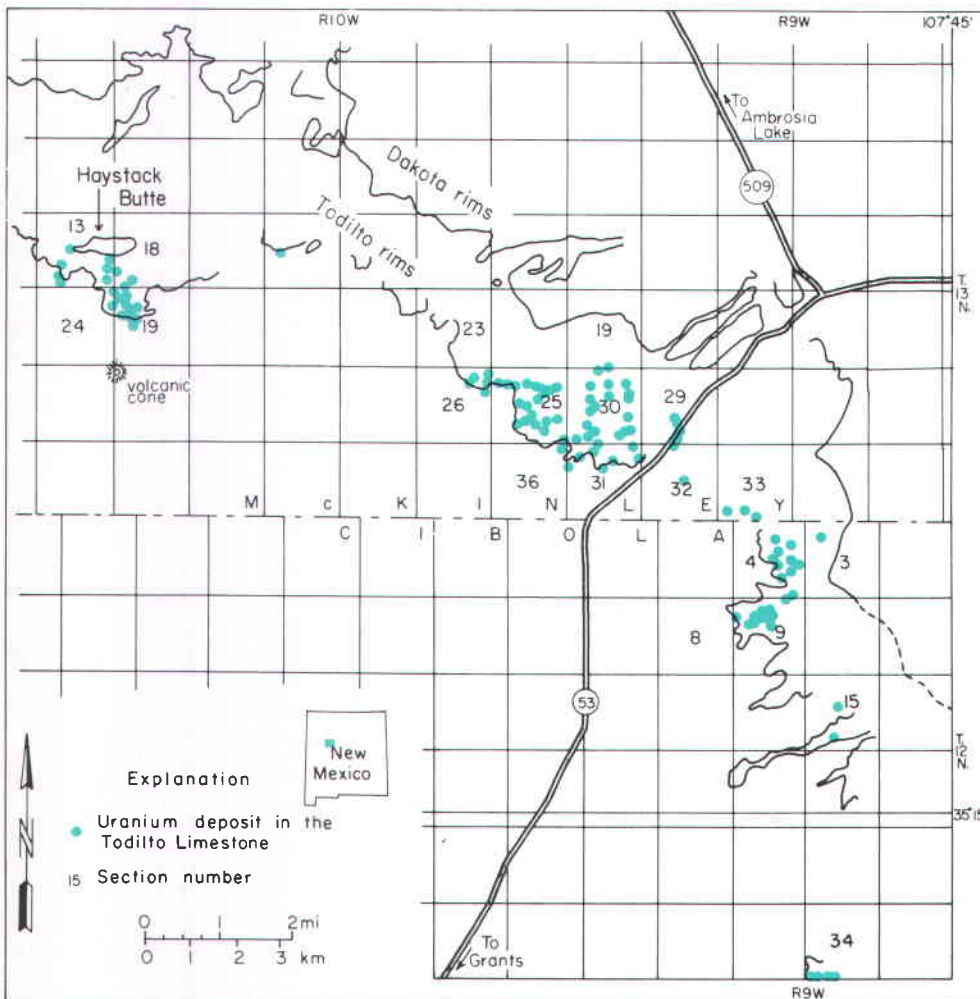 R10W
R9W
107°45'
To
Ambrosia
Lake
509
Dakota rims
Todilto rims
Haystack
Butte
13
18
T.
13
N.
24
19
23
19
volcanic
cone
26
25
30
29
36
31
32
33
M c K I N L E Y
C I B O L A
4
3
8
9
53
15
T.
12
N.
New
Mexico
Explanation
35°15
Uranium deposit in the
Todilto Limestone
15 Section number
N
0 1 2 mi
0 1 2 3 km
To
Grants
34
R9W